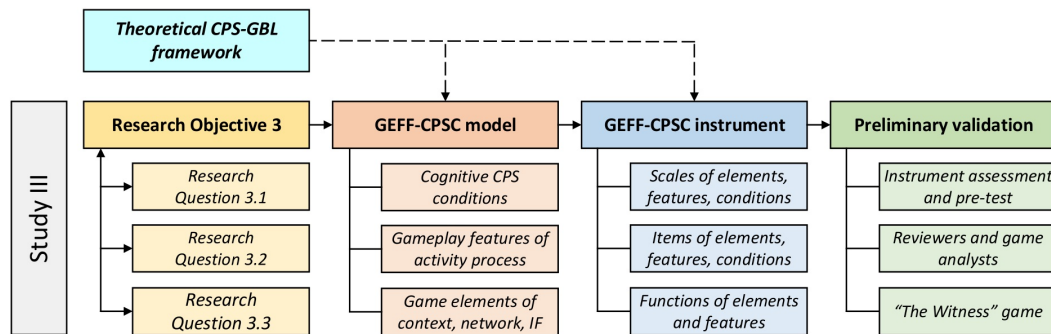 Theoretical CPS-GBL
framework
Study III
Research Objective 3
Research
Question 3.1
Research
Question 3.2
Research
Question 3.3
GEFF-CPSC model
Cognitive CPS
conditions
Gameplay features of
activity process
Game elements of
context, network, IF
GEFF-CPSC instrument
Scales of elements,
features, conditions
Items of elements,
features, conditions
Functions of elements
and features
Preliminary validation
Instrument assessment
and pre-test
Reviewers and game
analysts
“The Witness” game